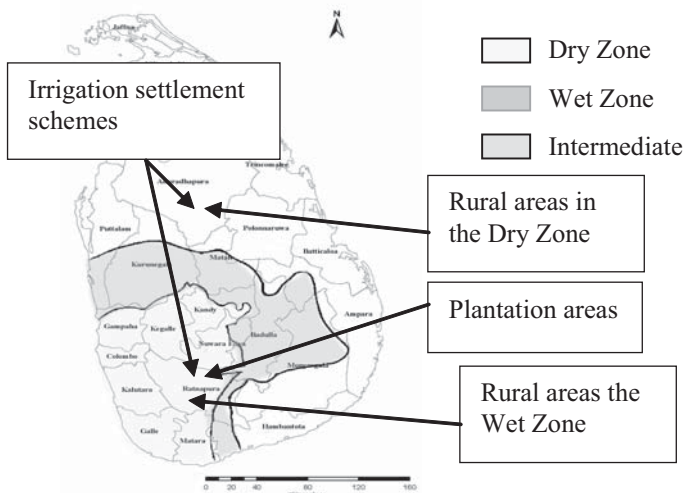 Jaffna
N
Dry Zone
Wet Zone
Intermediate
Irrigation settlement
schemes
Trincomalee
Anuradhapura
Rural areas in
the Dry Zone
Puttalam
Polonnaruwa
Batticaloa
Kurunegala
Matale
Kandy
Ampara
Plantation areas
Gampaha
Kegalle
Badulla
Nuwara
Colombo
Moneragala
Ratnapura
Kalutara
Rural areas the
Wet Zone
Galle
Matara
Hambantota
0 20 40 80 120 160